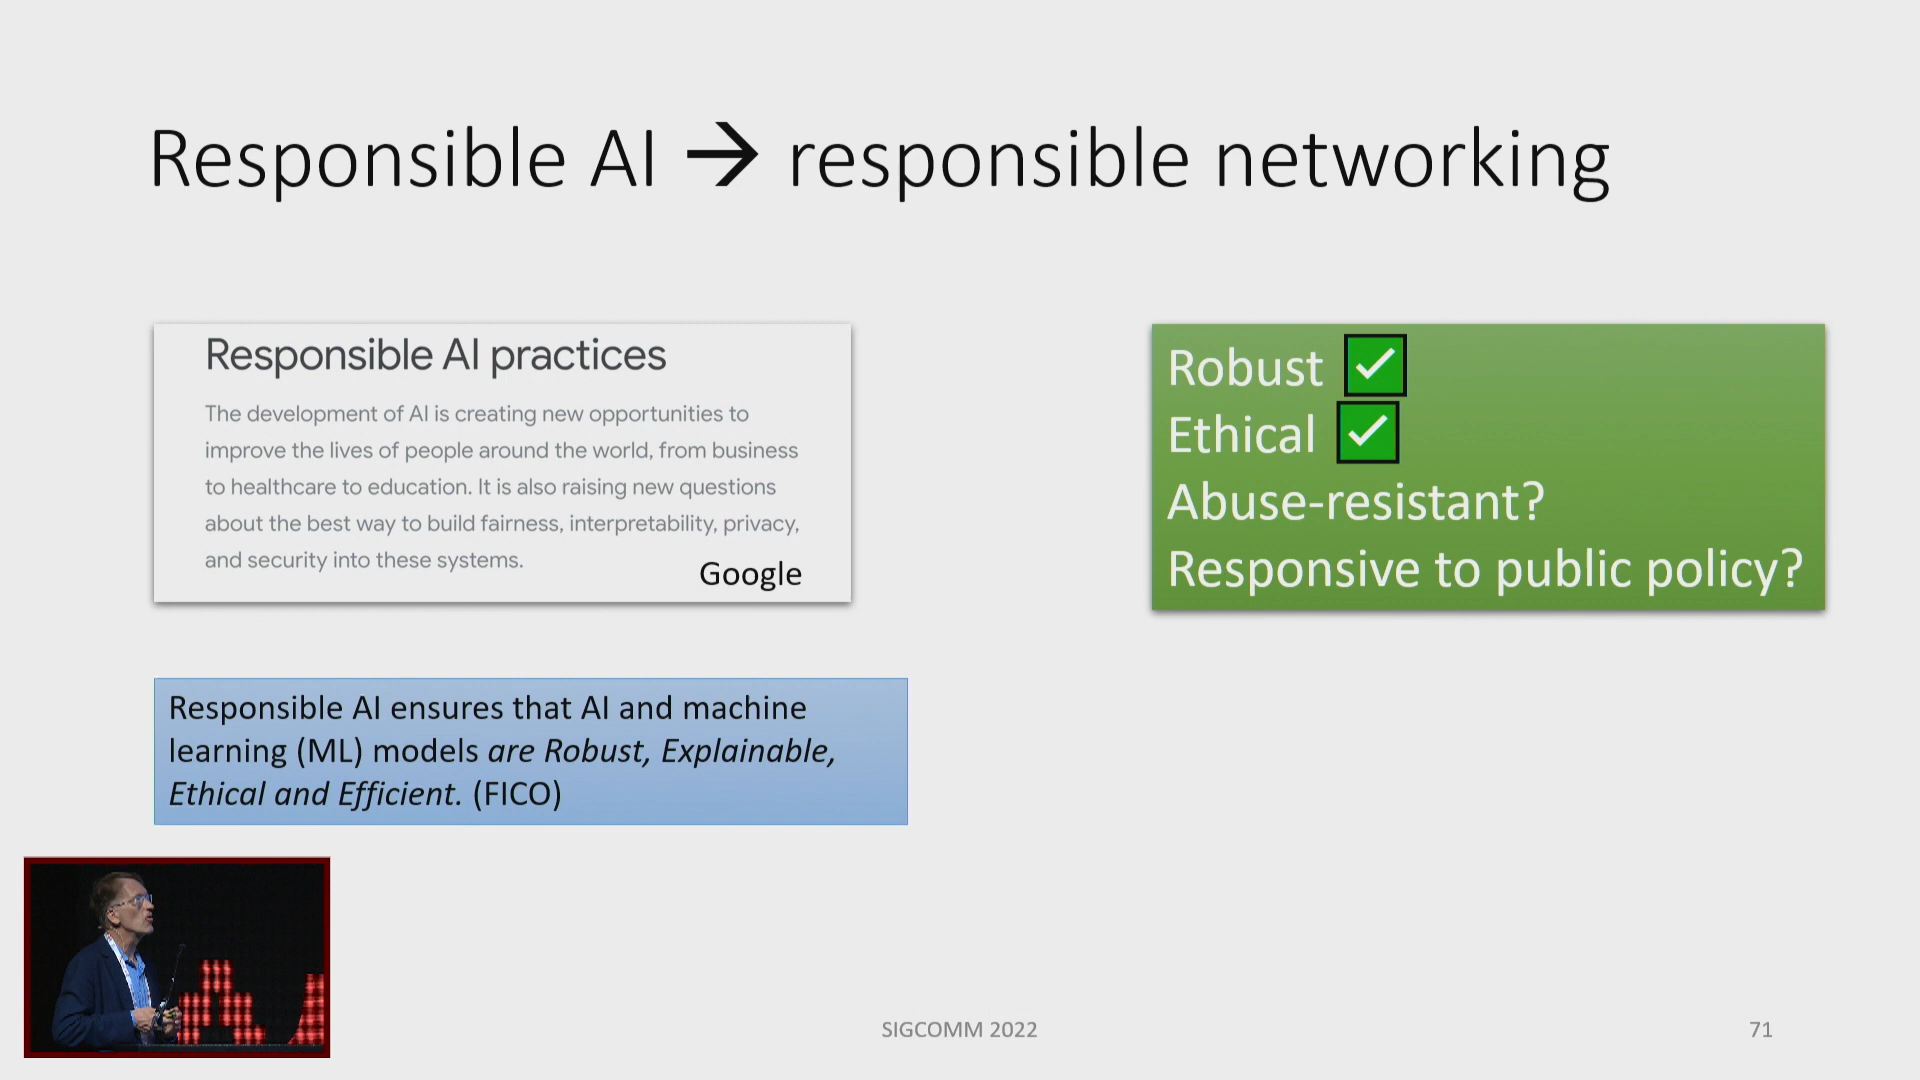 Responsible AI → responsible networking
Responsible AI practices
The development of AI is creating new opportunities to
improve the lives of people around the world, from business
to healthcare to education. It is also raising new questions
about the best way to build fairness, interpretability, privacy,
and security into these systems.
Google
Responsible AI ensures that AI and machine
learning (ML) models are Robust, Explainable,
Ethical and Efficient. (FICO)
Robust ✓
Ethical ✓
Abuse-resistant?
Responsive to public policy?
SIGCOMM 2022
71